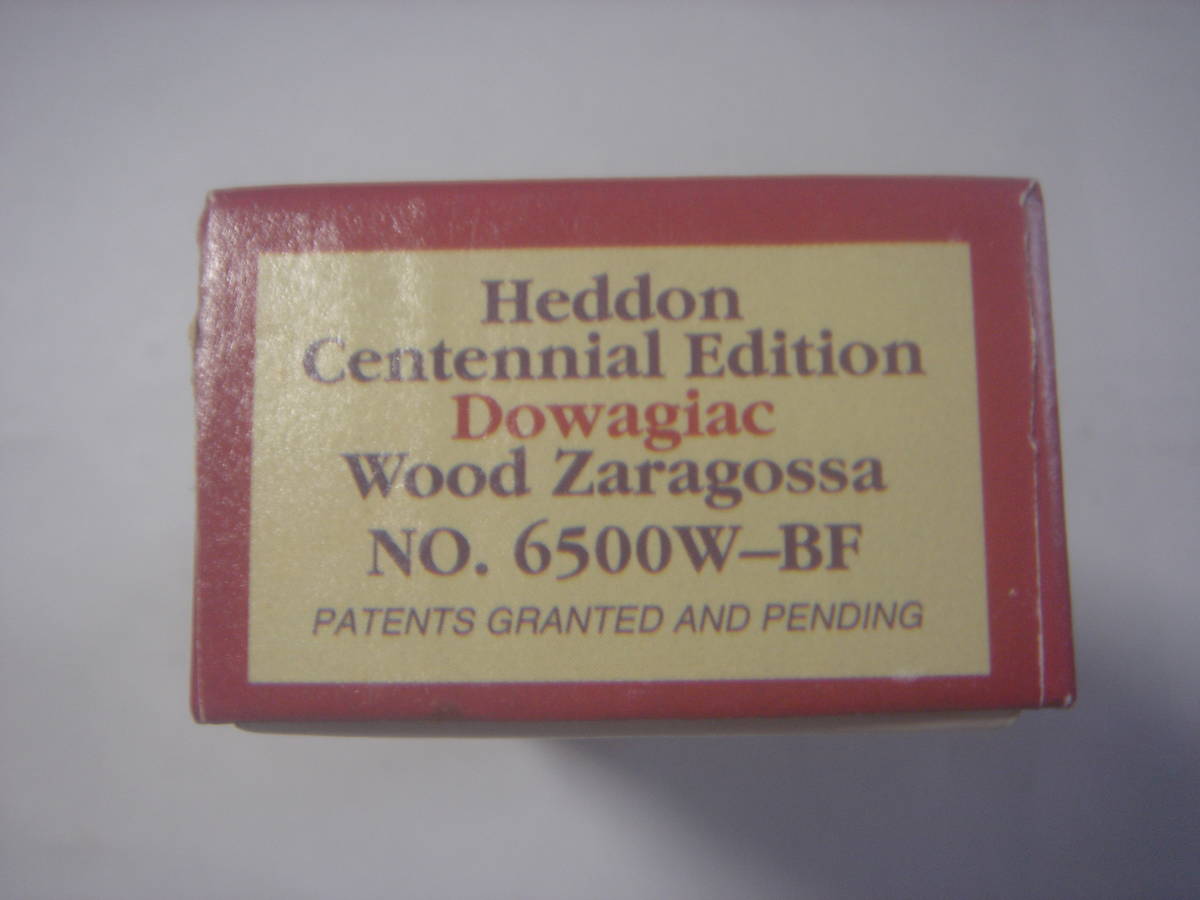 Heddon
Centennial Edition
Dowagiac
Wood Zaragossa
NO. 6500W–BF
PATENTS GRANTED AND PENDING